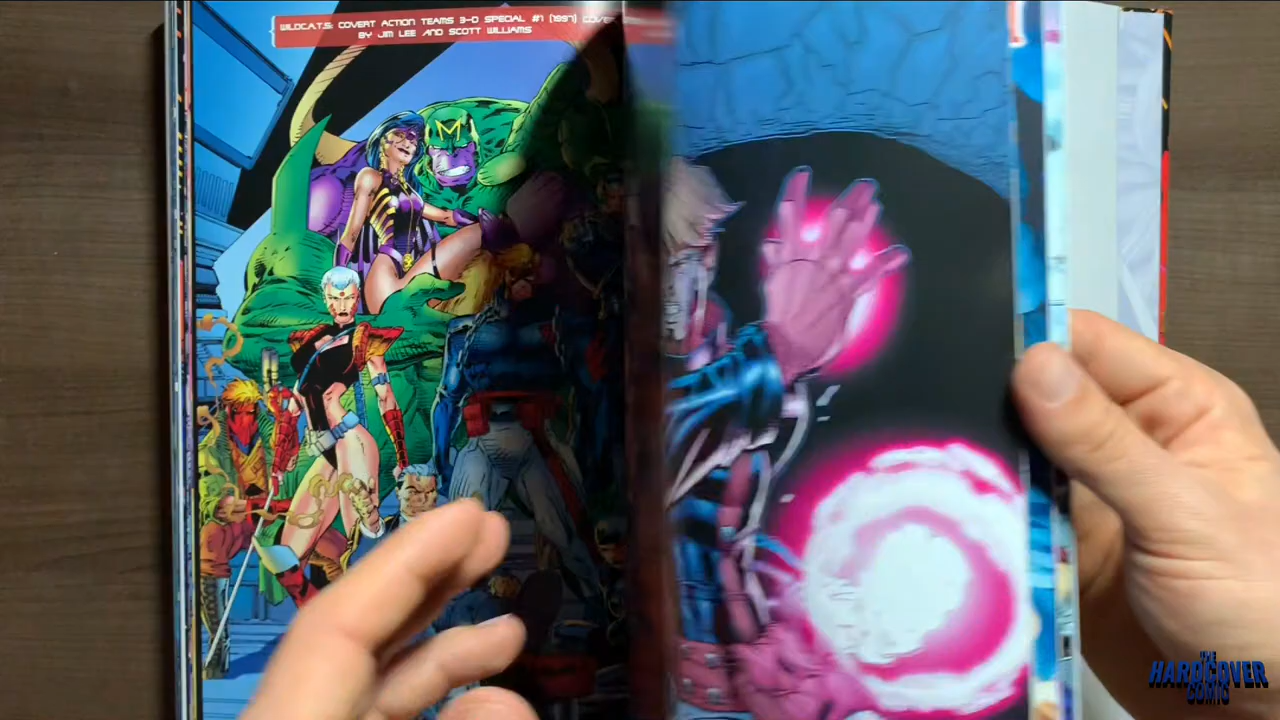 WILDC.A.T.S: COVERT ACTION TEAMS 3-D SPECIAL #1 (1997) COVER
BY JIM LEE AND SCOTT WILLIAMS
M
THE
HARDCOVER
COMIC